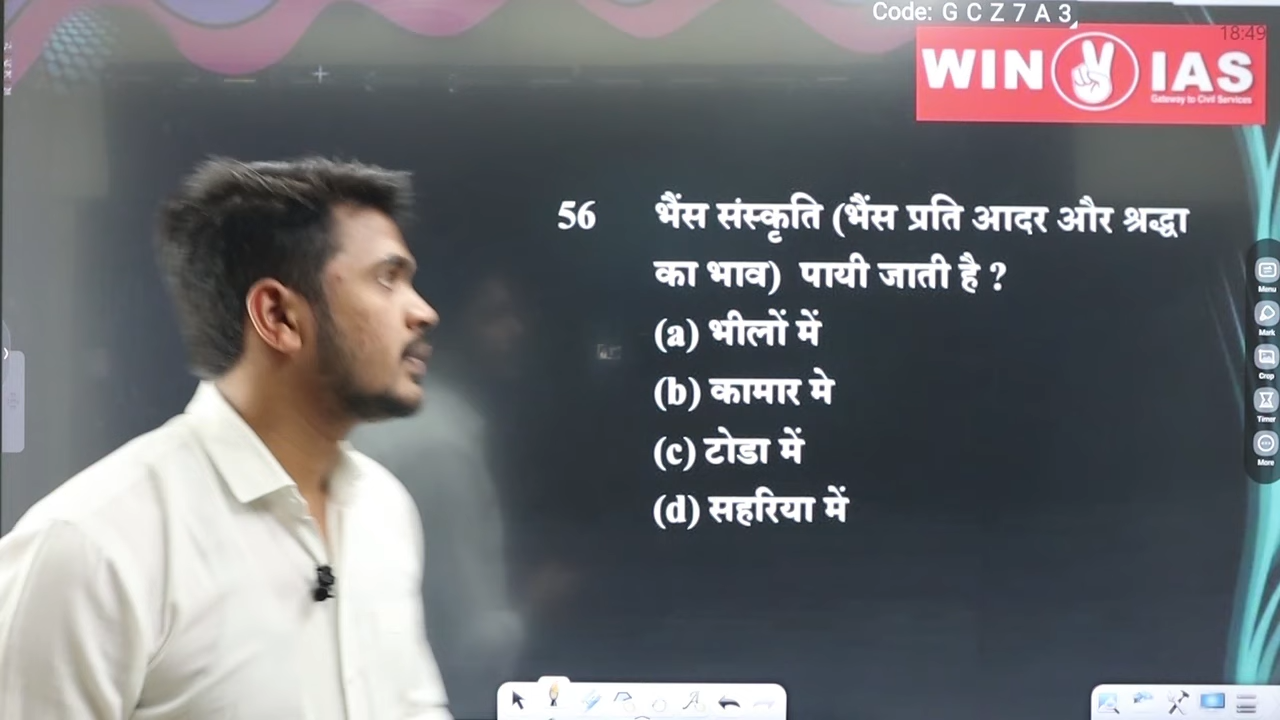 Code: G C Z 7 A 3
18:49
WIN IAS
Gateway to Civil Services
56 भैंस संस्कृति (भैंस प्रति आदर और श्रद्धा
का भाव) पायी जाती है ?
(a) भीलों में
(b) कामार मे
(c) टोडा में
(d) सहरिया में
Menu
Mark
Crop
Timer
More